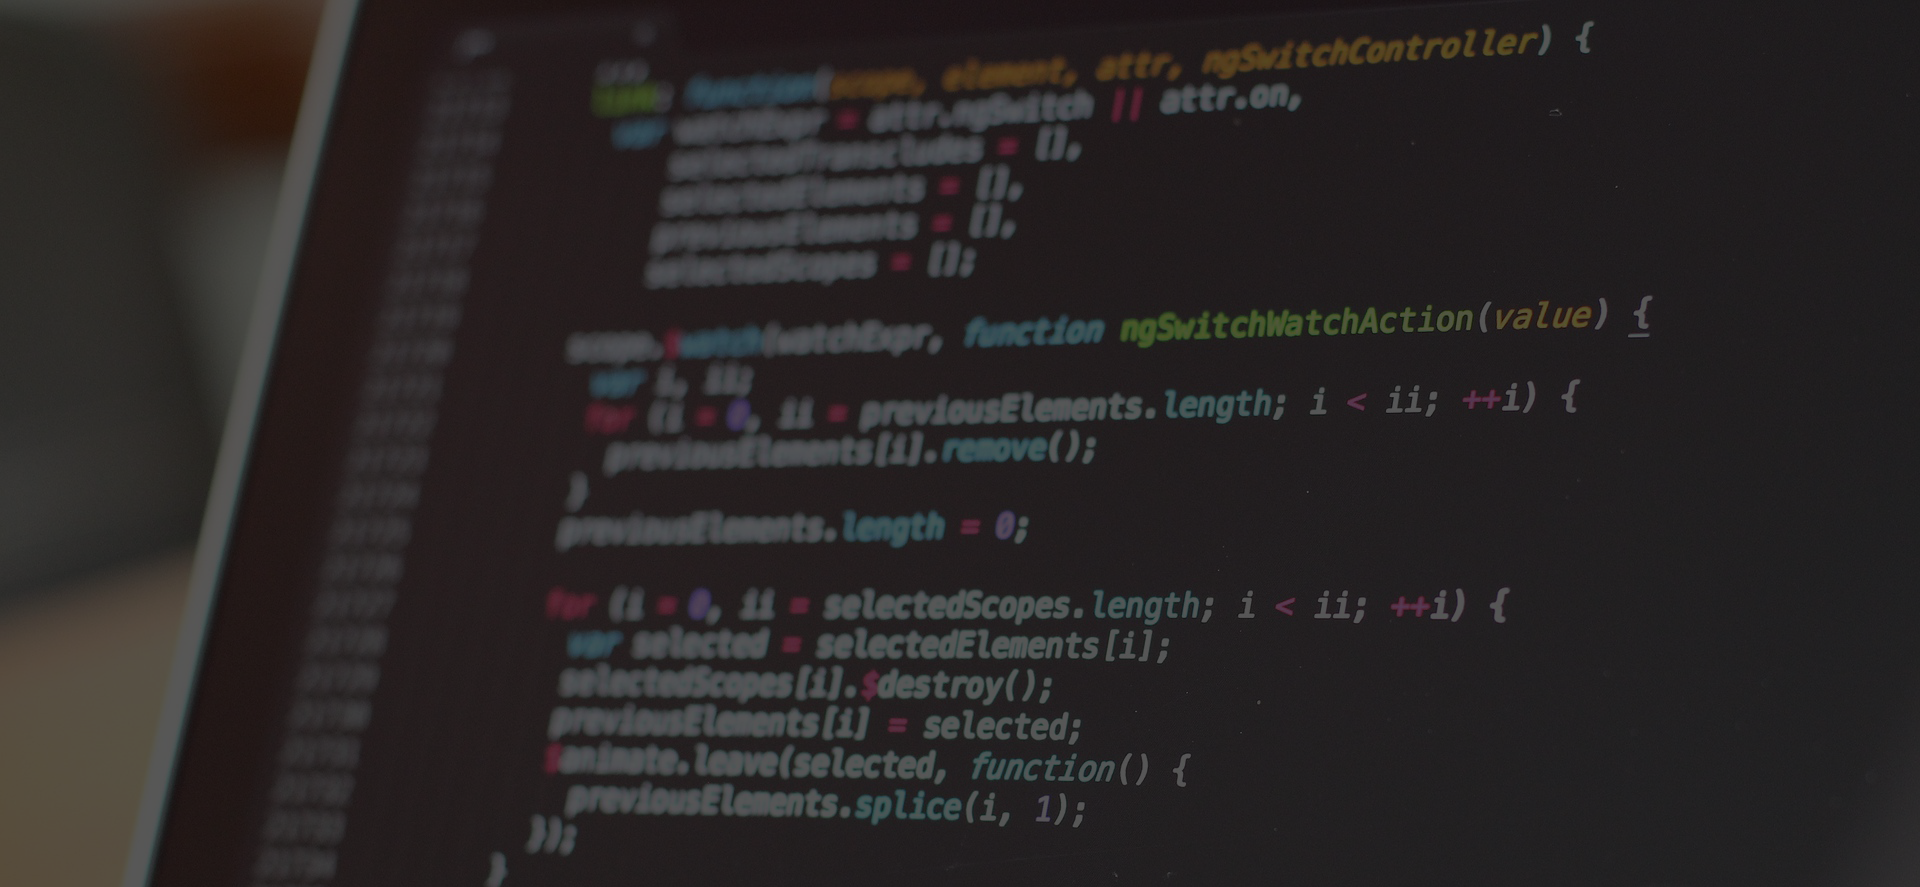 link: function(scope, element, attr, ngSwitchController) {
var watchExpr = attr.ngSwitch || attr.on,
selectedTranscludes = [],
selectedElements = [],
previousElements = [],
selectedScopes = [];
scope.$watch(watchExpr, function ngSwitchWatchAction(value) {
var i, ii;
for (i = 0, ii = previousElements.length; i < ii; ++i) {
previousElements[i].remove();
}
previousElements.length = 0;
for (i = 0, ii = selectedScopes.length; i < ii; ++i) {
var selected = selectedElements[i];
selectedScopes[i].$destroy();
previousElements[i] = selected;
$animate.leave(selected, function() {
previousElements.splice(i, 1);
});
}